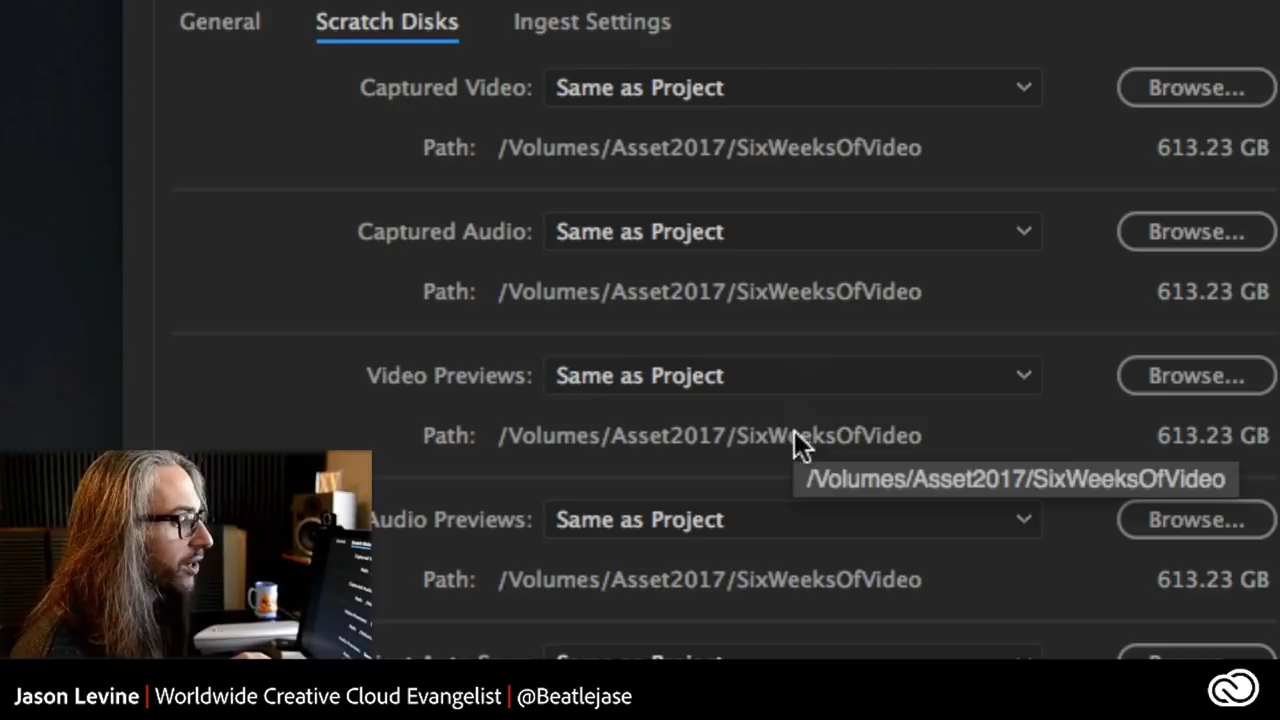 General Scratch Disks Ingest Settings
Captured Video: Same as Project Browse...
Path: /Volumes/Asset2017/SixWeeksOfVideo 613.23 GB
Captured Audio: Same as Project Browse...
Path: /Volumes/Asset2017/SixWeeksOfVideo 613.23 GB
Video Previews: Same as Project Browse...
Path: /Volumes/Asset2017/SixWeeksOfVideo 613.23 GB
/Volumes/Asset2017/SixWeeksOfVideo
Audio Previews: Same as Project Browse...
Path: /Volumes/Asset2017/SixWeeksOfVideo 613.23 GB
Jason Levine | Worldwide Creative Cloud Evangelist | @Beatlejase